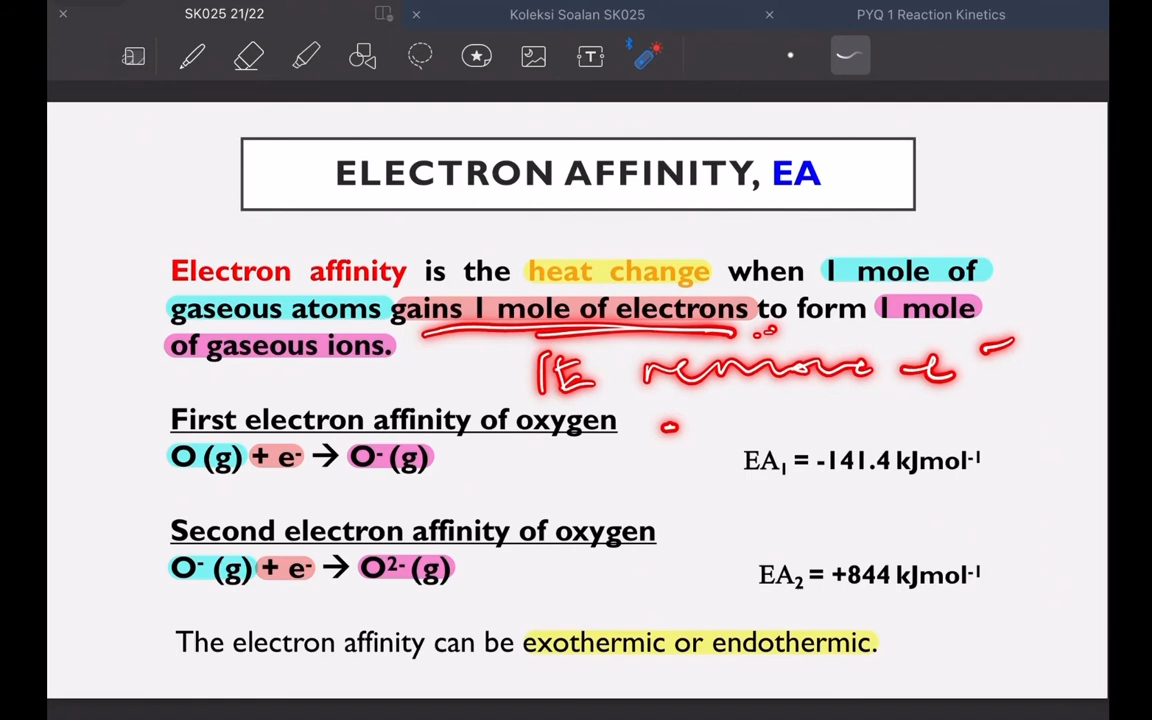 SK025 21/22
Koleksi Soalan SK025
PYQ 1 Reaction Kinetics
ELECTRON AFFINITY, EA
Electron affinity is the heat change when 1 mole of
gaseous atoms gains 1 mole of electrons to form 1 mole
of gaseous ions.
IE remove e⁻
First electron affinity of oxygen
O (g) + e⁻ → O⁻ (g)
EA₁ = -141.4 kJmol⁻¹
Second electron affinity of oxygen
O⁻ (g) + e⁻ → O²⁻ (g)
EA₂ = +844 kJmol⁻¹
The electron affinity can be exothermic or endothermic.